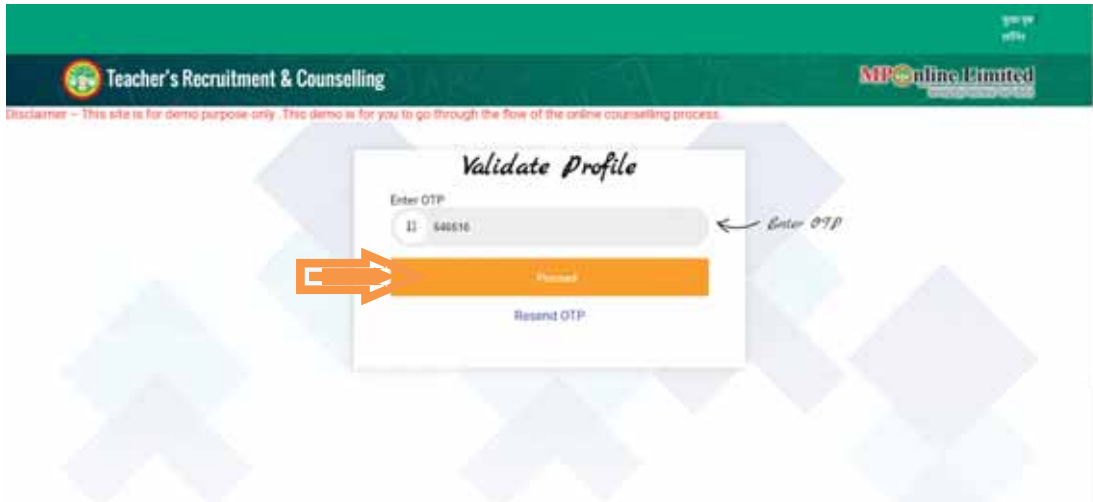 मुख्य पृष्ठ
लॉगिन
Teacher's Recruitment & Counselling
MPOnline Limited
Disclaimer – This site is for demo purpose only .This demo is for you to go through the flow of the online counselling process.
Validate Profile
Enter OTP
646616
Enter OTP
Proceed
Resend OTP